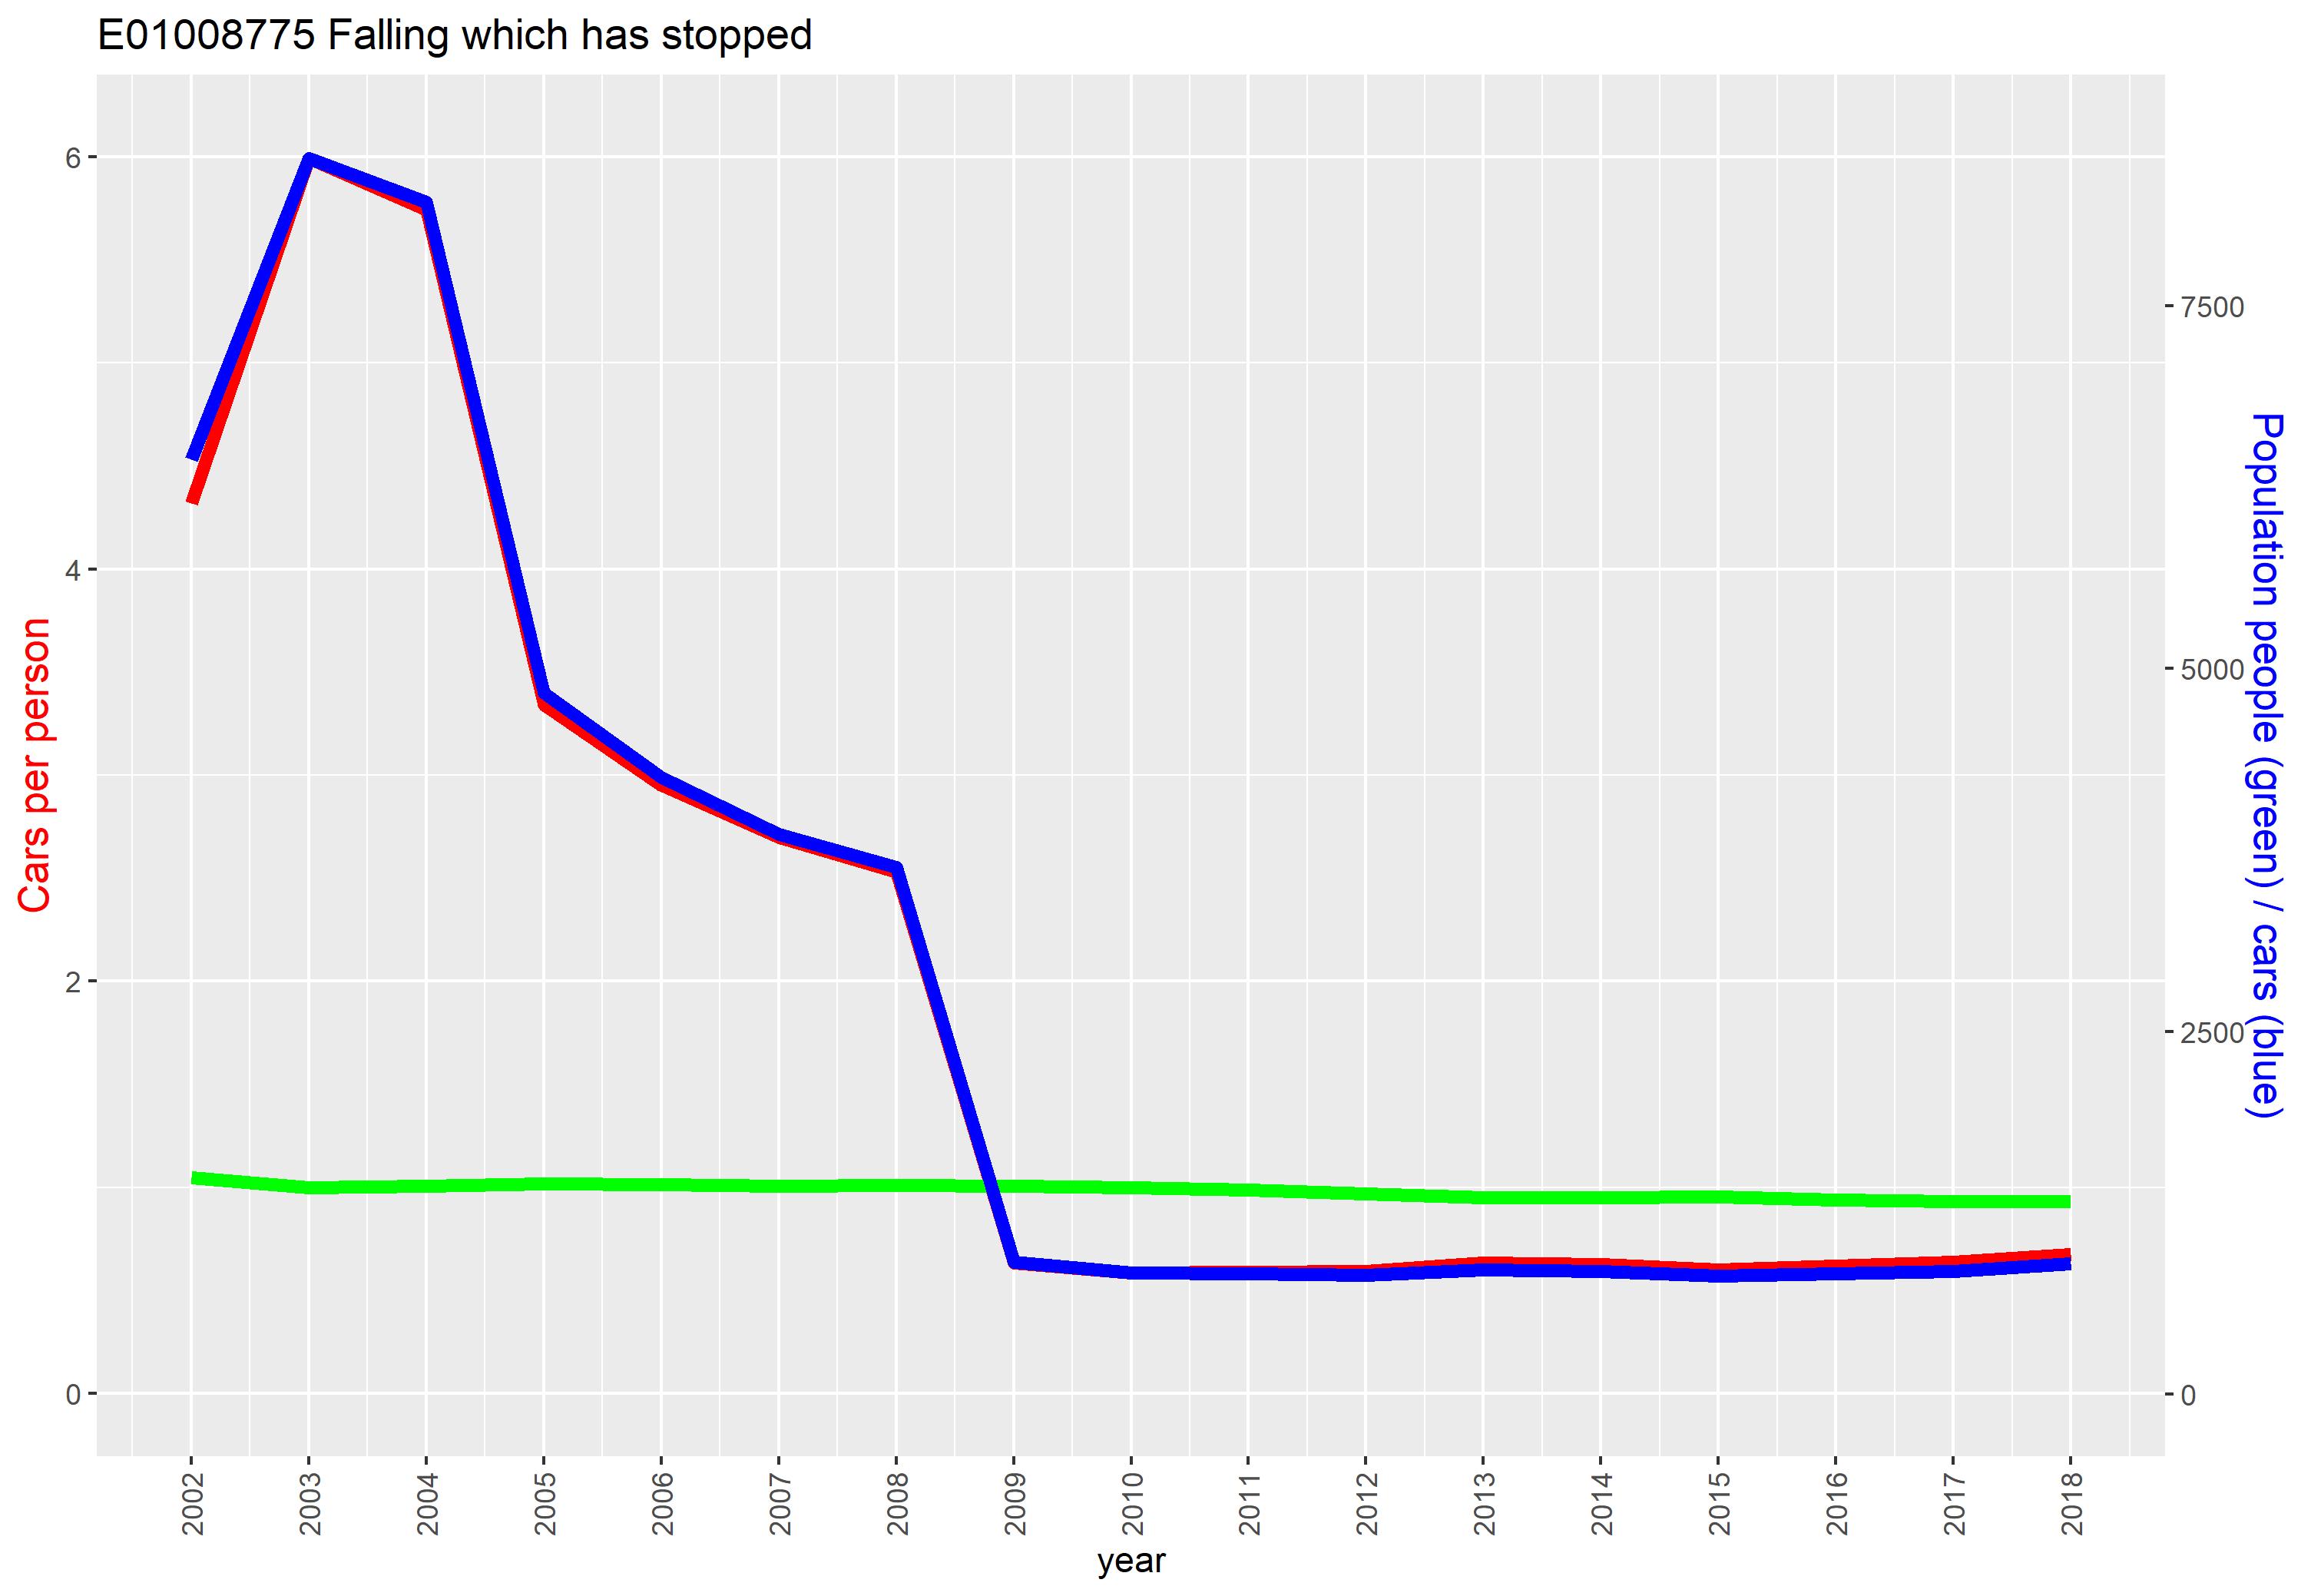 E01008775 Falling which has stopped
6
4
2
0
Cars per person
7500
5000
2500
0
Population people (green) / cars (blue)
2002 2003 2004 2005 2006 2007 2008 2009 2010 2011 2012 2013 2014 2015 2016 2017 2018
year